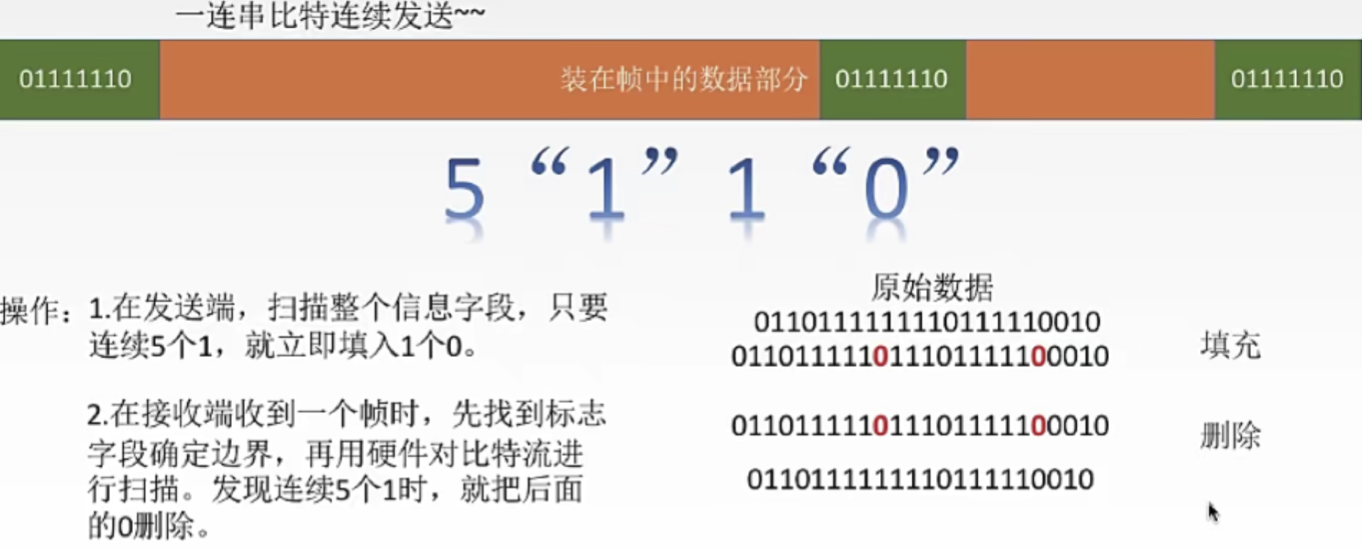 一连串比特连续发送~~
01111110 装在帧中的数据部分 01111110 01111110
5 “1” 1 “0”
操作：1.在发送端，扫描整个信息字段，只要
连续5个1，就立即填入1个0。
2.在接收端收到一个帧时，先找到标志
字段确定边界，再用硬件对比特流进
行扫描。发现连续5个1时，就把后面
的0删除。
原始数据
0110111111110111110010
011011111011101111100010 填充
011011111011101111100010 删除
0110111111110111110010